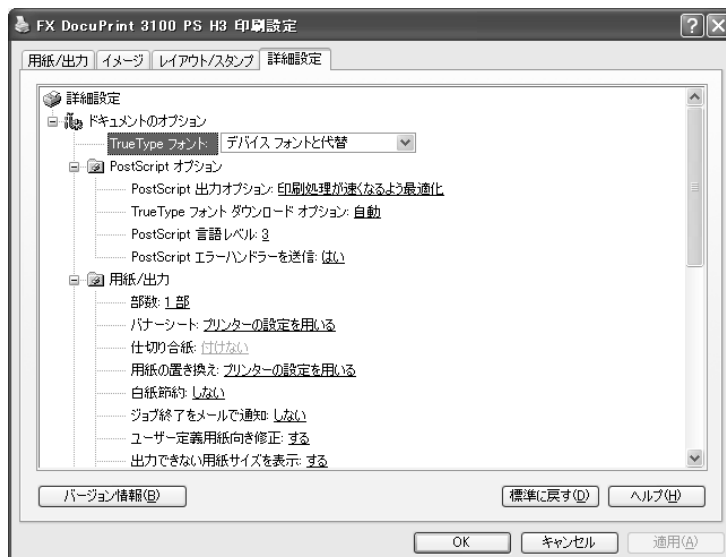 FX DocuPrint 3100 PS H3 印刷設定
用紙/出力 イメージ レイアウト/スタンプ 詳細設定
詳細設定
ドキュメントのオプション
TrueType フォント: デバイス フォントと代替
PostScript オプション
PostScript 出力オプション: 印刷処理が速くなるよう最適化
TrueType フォント ダウンロード オプション: 自動
PostScript 言語レベル: 3
PostScript エラーハンドラーを送信: はい
用紙/出力
部数: 1 部
バナーシート: プリンターの設定を用いる
仕切り合紙: 付けない
用紙の置き換え: プリンターの設定を用いる
白紙節約: しない
ジョブ終了をメールで通知: しない
ユーザー定義用紙向き修正: する
出力できない用紙サイズを表示: する
バージョン情報(B) 標準に戻す(D) ヘルプ(H)
OK キャンセル 適用(A)